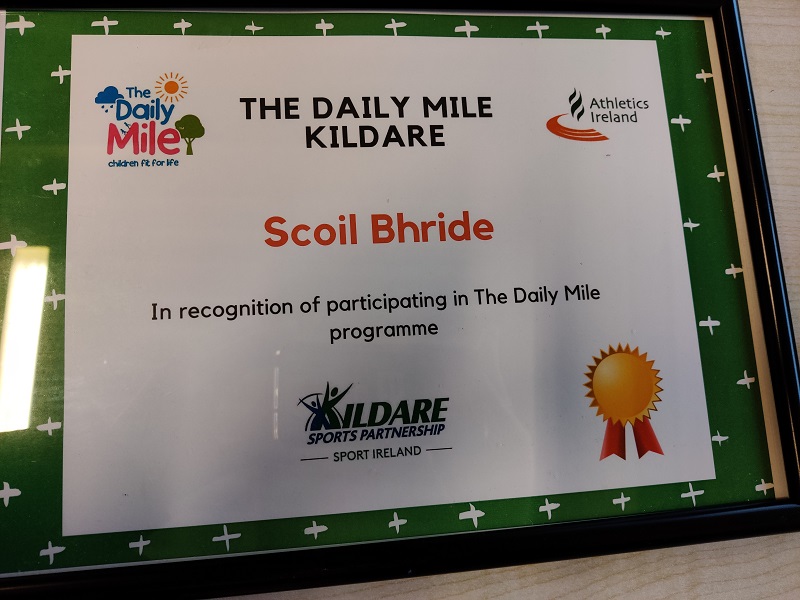 The
Daily
Mile
children fit for life
THE DAILY MILE
KILDARE
Athletics
Ireland
Scoil Bhride
In recognition of participating in The Daily Mile
programme
KILDARE
SPORTS PARTNERSHIP
SPORT IRELAND